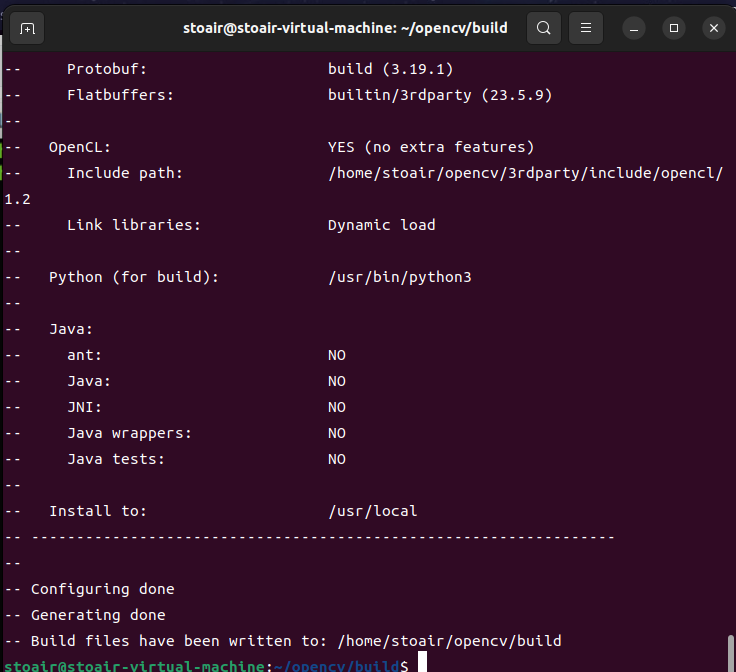 stoair@stoair-virtual-machine: ~/opencv/build
--     Protobuf:                    build (3.19.1)
--     Flatbuffers:                 builtin/3rdparty (23.5.9)
--
--   OpenCL:                        YES (no extra features)
--     Include path:                /home/stoair/opencv/3rdparty/include/opencl/
1.2
--     Link libraries:              Dynamic load
--
--   Python (for build):            /usr/bin/python3
--
--   Java:
--     ant:                         NO
--     Java:                        NO
--     JNI:                         NO
--     Java wrappers:               NO
--     Java tests:                  NO
--
--   Install to:                    /usr/local
-- -----------------------------------------------------------------
--
-- Configuring done
-- Generating done
-- Build files have been written to: /home/stoair/opencv/build
stoair@stoair-virtual-machine:~/opencv/build$